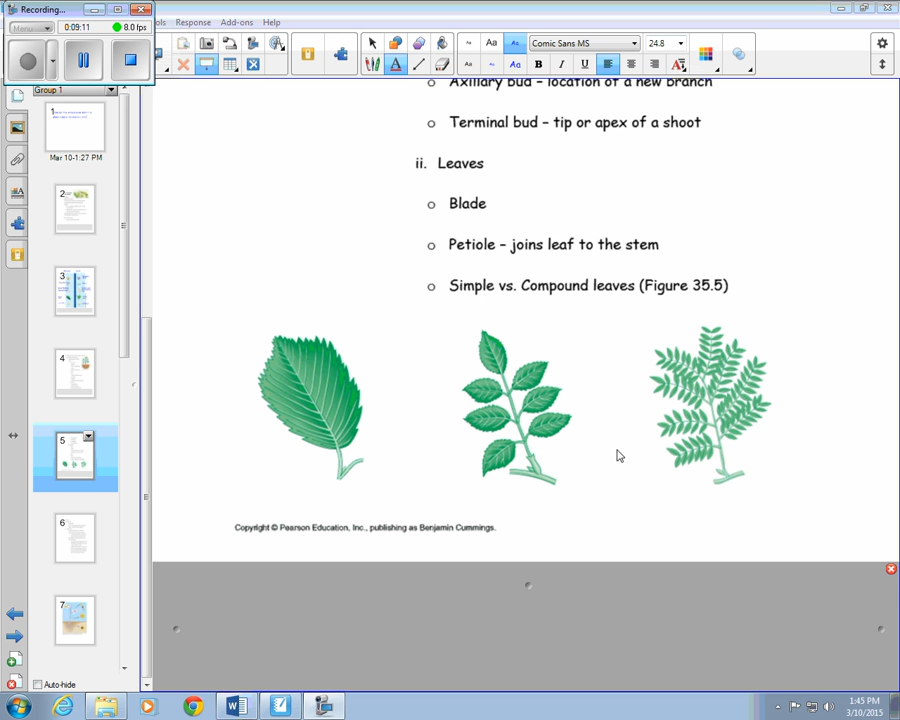 Recording...
Menu
0:09:11
8.0 fps
ols Response Add-ons Help
Comic Sans MS
24.8
Group 1
1
Mar 10-1:27 PM
2
3
4
5
6
7
Auto-hide
Axillary bud – location of a new branch
Terminal bud – tip or apex of a shoot
ii. Leaves
Blade
Petiole – joins leaf to the stem
Simple vs. Compound leaves (Figure 35.5)
Copyright © Pearson Education, Inc., publishing as Benjamin Cummings.
1:45 PM
3/10/2015